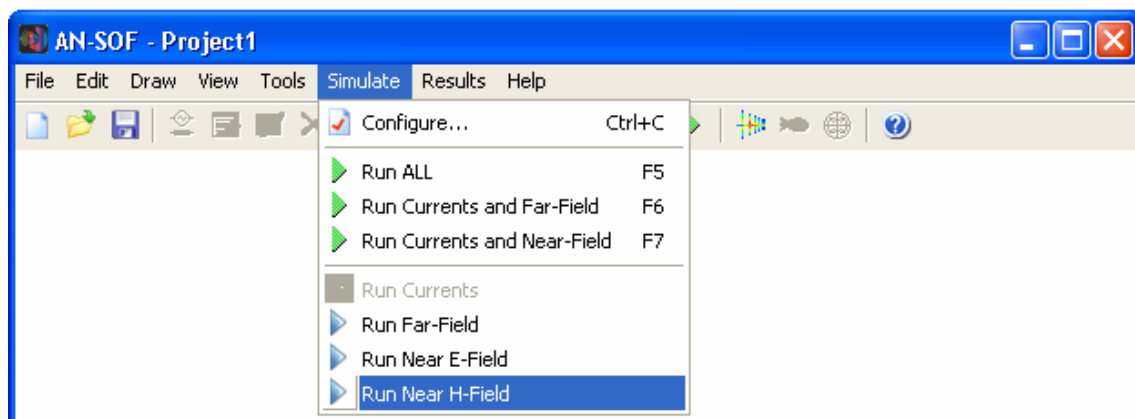 AN-SOF - Project1
File Edit Draw View Tools Simulate Results Help
Configure... Ctrl+C
Run ALL F5
Run Currents and Far-Field F6
Run Currents and Near-Field F7
Run Currents
Run Far-Field
Run Near E-Field
Run Near H-Field